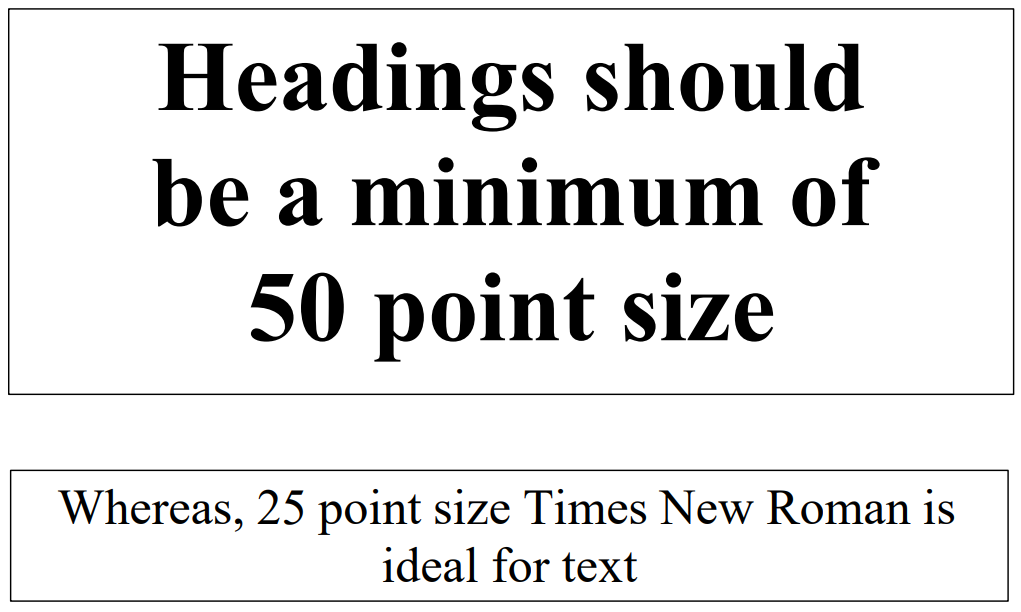 Headings should
be a minimum of
50 point size
Whereas, 25 point size Times New Roman is
ideal for text